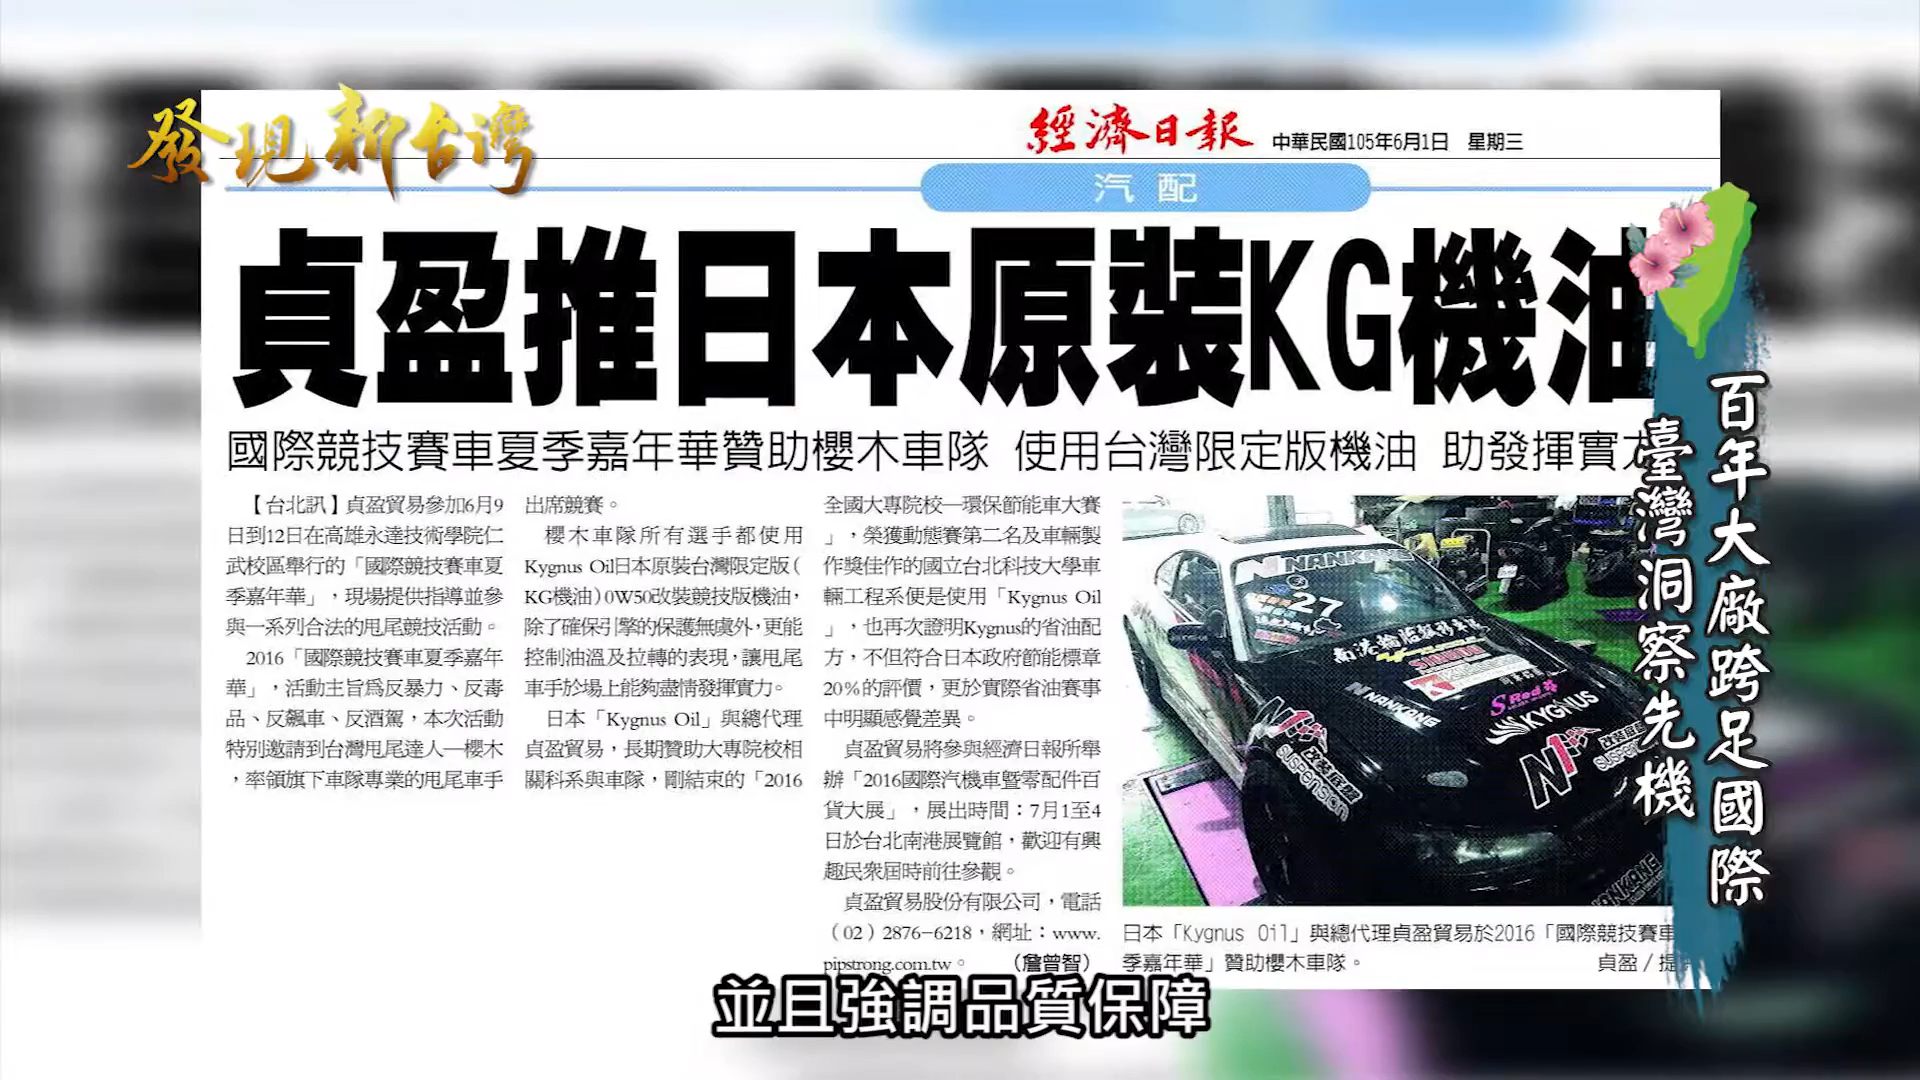 發現新台灣
經濟日報 中華民國105年6月1日 星期三
汽配
貞盈推日本原裝KG機油
國際競技賽車夏季嘉年華贊助櫻木車隊 使用台灣限定版機油 助發揮實力
【台北訊】貞盈貿易參加6月9
日到12日在高雄永達技術學院仁
武校區舉行的「國際競技賽車夏
季嘉年華」,現場提供指導並參
與一系列合法的甩尾競技活動。
2016「國際競技賽車夏季嘉年
華」,活動主旨爲反暴力、反毒
品、反飆車、反酒駕,本次活動
特別邀請到台灣甩尾達人—櫻木
,率領旗下車隊專業的甩尾車手
出席競賽。
櫻木車隊所有選手都使用
Kygnus Oil日本原裝台灣限定版(
KG機油)0W50改裝競技版機油,
除了確保引擎的保護無虞外,更能
控制油溫及拉轉的表現,讓甩尾
車手於場上能夠盡情發揮實力。
日本「Kygnus Oil」與總代理
貞盈貿易,長期贊助大專院校相
關科系與車隊,剛結束的「2016
全國大專院校—環保節能車大賽
」,榮獲動態賽第二名及車輛製
作獎佳作的國立台北科技大學車
輛工程系便是使用「Kygnus Oil
」,也再次證明Kygnus的省油配
方,不但符合日本政府節能標章
20%的評價,更於實際省油賽事
中明顯感覺差異。
貞盈貿易將參與經濟日報所舉
辦「2016國際汽機車暨零配件百
貨大展」,展出時間:7月1至4
日於台北南港展覽館,歡迎有興
趣民衆屆時前往參觀。
貞盈貿易股份有限公司,電話
(02)2876-6218,網址:www.
pipstrong.com.tw。 (詹曾智)
NANKANG
27
NANKANG
S Red
KYGNUS
N1 改裝底盤
SUSPENSION
N1 改裝底盤
NANKANG
日本「Kygnus Oil」與總代理貞盈貿易於2016「國際競技賽車
季嘉年華」贊助櫻木車隊。 貞盈/提
百年大廠跨足國際
臺灣洞察先機
並且強調品質保障